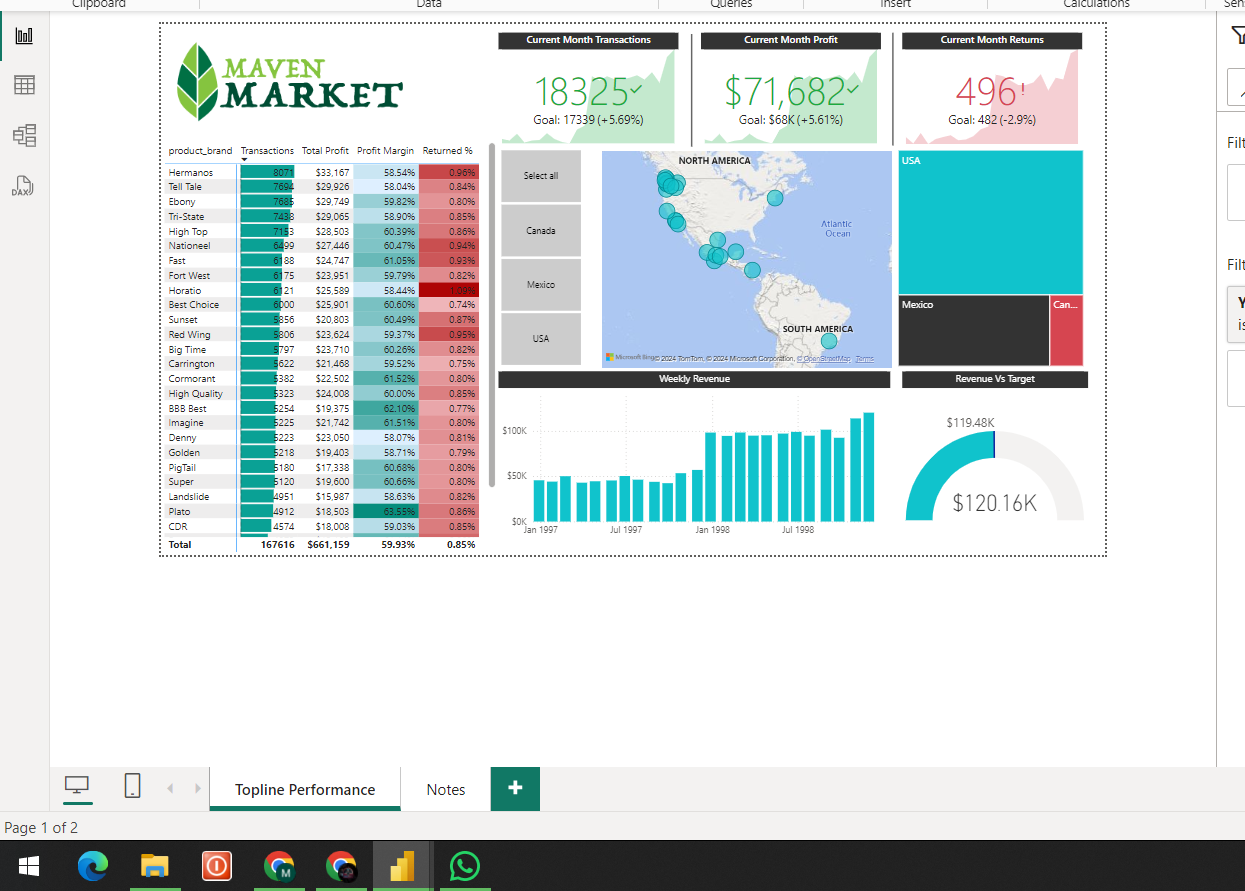 Clipboard Data Queries Insert Calculations Sen
MAVEN
MARKET
Current Month Transactions
18325
Goal: 17339 (+5.69%)
Current Month Profit
$71,682
Goal: $68K (+5.61%)
Current Month Returns
496!
Goal: 482 (-2.9%)
product_brand Transactions Total Profit Profit Margin Returned %
Hermanos 8071 $33,167 58.54% 0.96%
Tell Tale 7694 $29,926 58.04% 0.84%
Ebony 7685 $29,749 59.82% 0.80%
Tri-State 7438 $29,065 58.90% 0.85%
High Top 7153 $28,503 60.39% 0.86%
Nationeel 6499 $27,446 60.47% 0.94%
Fast 6188 $24,747 61.05% 0.93%
Fort West 6175 $23,951 59.79% 0.82%
Horatio 6121 $25,589 58.44% 1.09%
Best Choice 6000 $25,901 60.60% 0.74%
Sunset 5856 $20,803 60.49% 0.87%
Red Wing 5806 $23,624 59.37% 0.95%
Big Time 5797 $23,710 60.26% 0.82%
Carrington 5622 $21,468 59.52% 0.75%
Cormorant 5382 $22,502 61.52% 0.80%
High Quality 5323 $24,008 60.00% 0.85%
BBB Best 5254 $19,375 62.10% 0.77%
Imagine 5225 $21,742 61.51% 0.80%
Denny 5223 $23,050 58.07% 0.81%
Golden 5218 $19,403 58.71% 0.79%
PigTail 5180 $17,338 60.68% 0.80%
Super 5120 $19,600 60.66% 0.80%
Landslide 4951 $15,987 58.63% 0.82%
Plato 4912 $18,503 63.55% 0.86%
CDR 4574 $18,008 59.03% 0.85%
Total 167616 $661,159 59.93% 0.85%
Select all
Canada
Mexico
USA
NORTH AMERICA
Atlantic
Ocean
SOUTH AMERICA
Microsoft Bing © 2024 TomTom, © 2024 Microsoft Corporation, © OpenStreetMap Terms
USA
Mexico
Can...
Weekly Revenue
$100K
$50K
$0K
Jan 1997 Jul 1997 Jan 1998 Jul 1998
Revenue Vs Target
$119.48K
$120.16K
Filt
Filt
Y
is
DAX
Topline Performance
Notes
+
Page 1 of 2
M